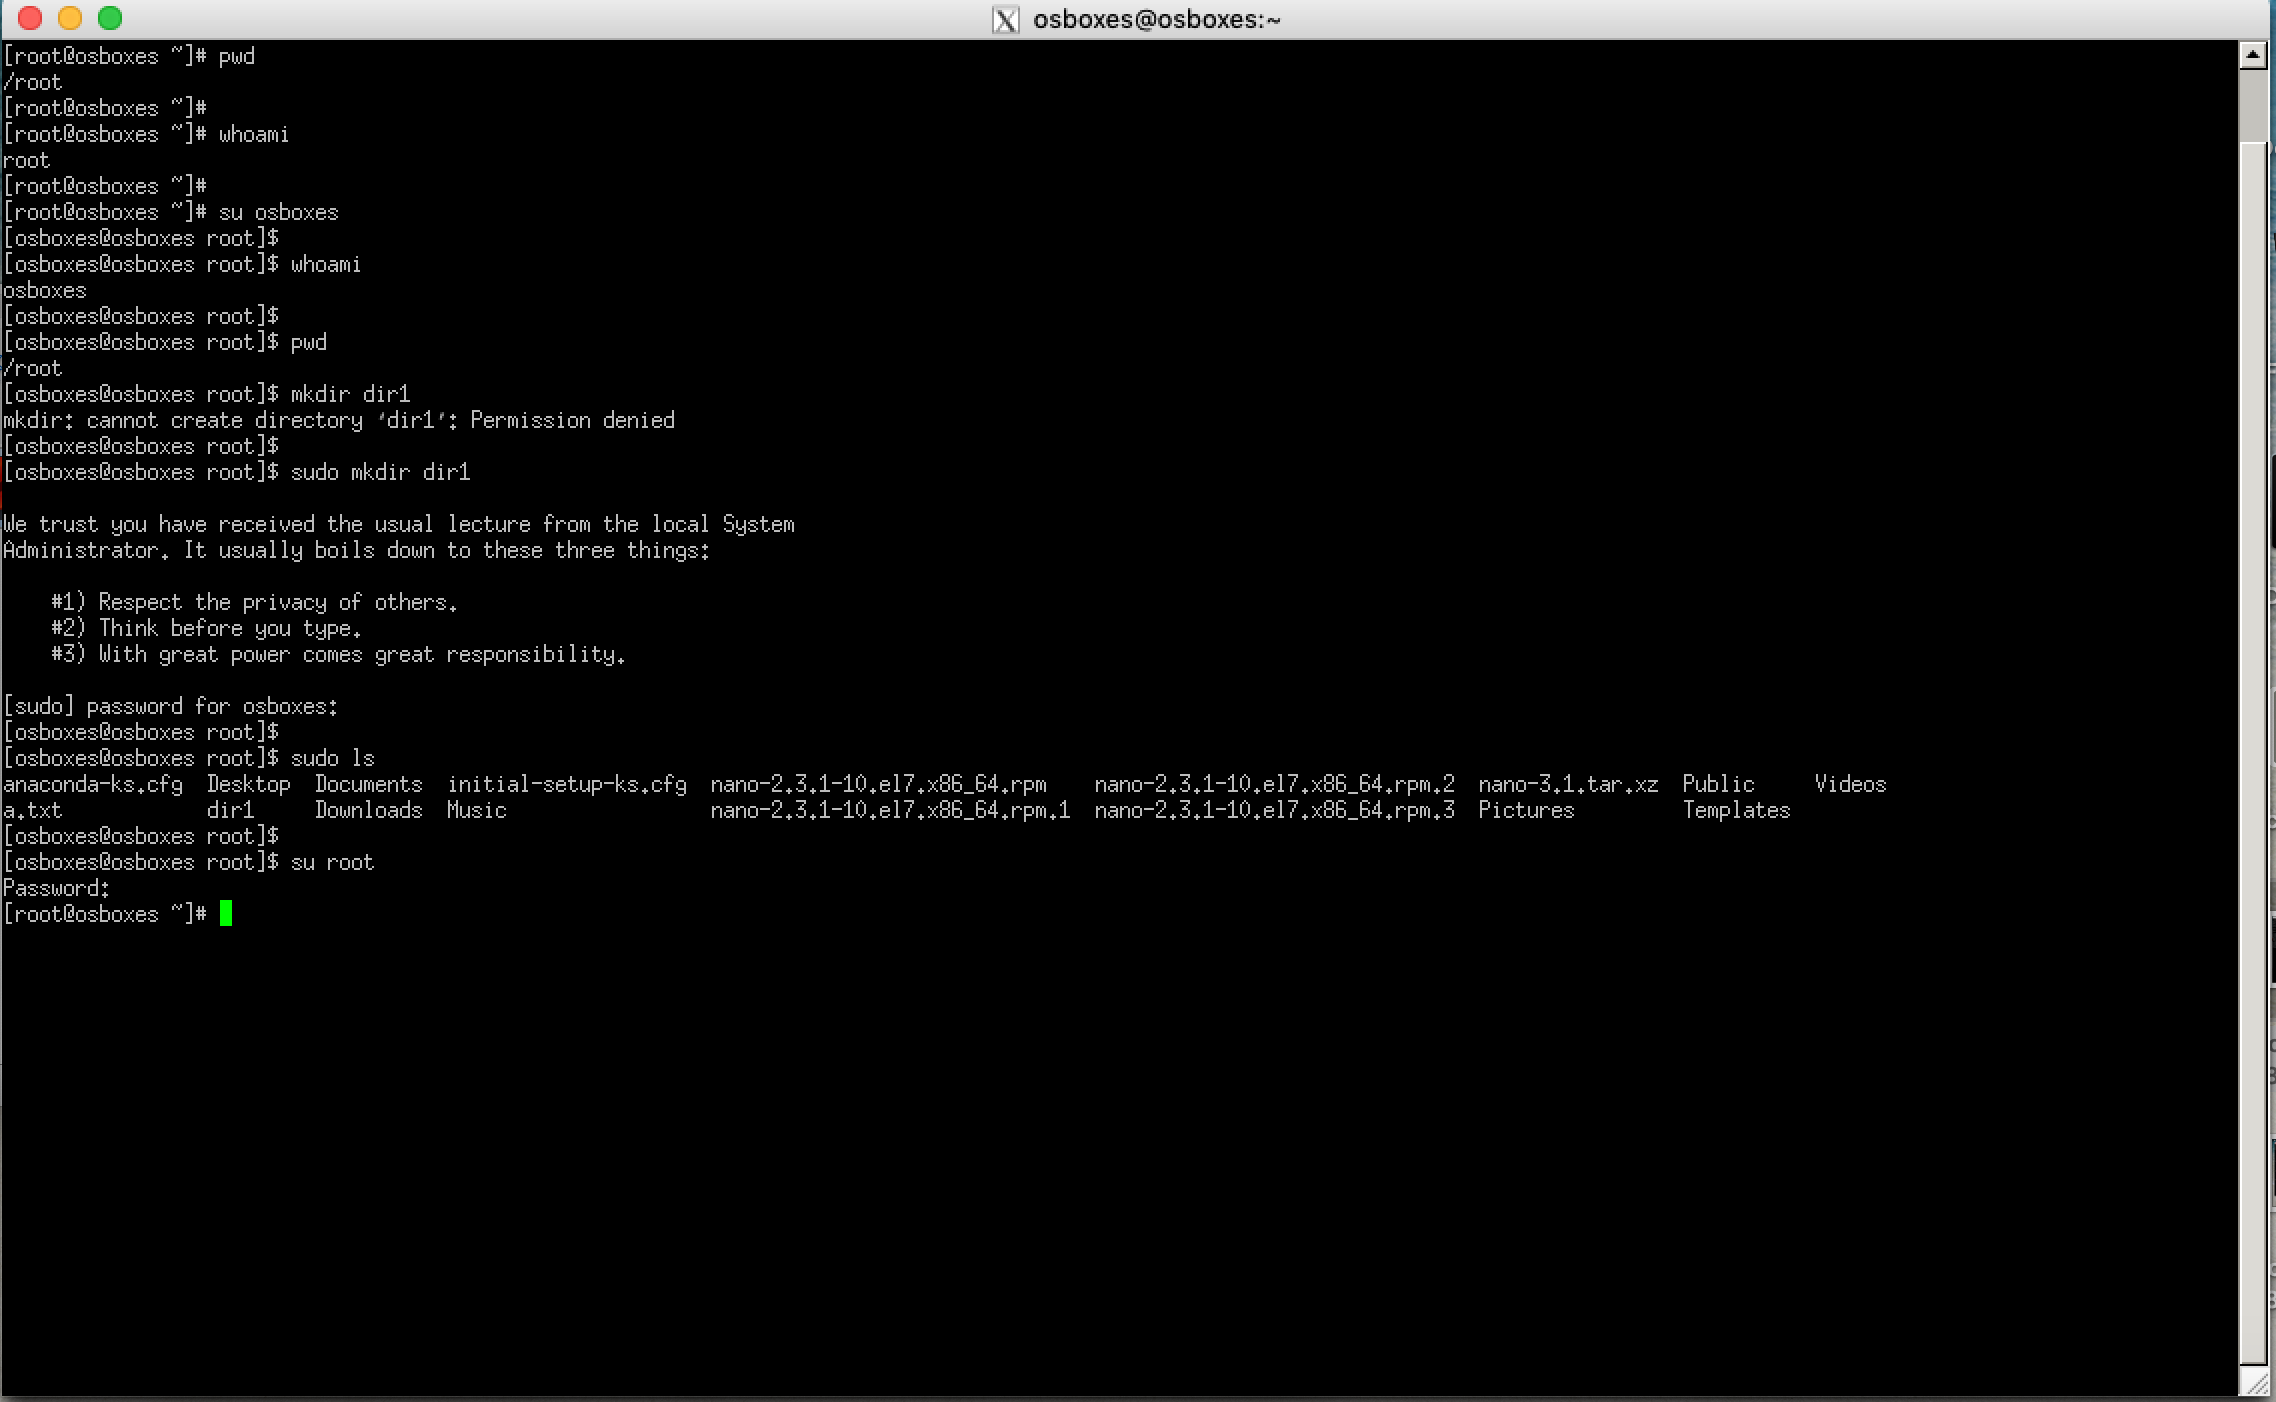 osboxes@osboxes:~
[root@osboxes ~]# pwd
/root
[root@osboxes ~]#
[root@osboxes ~]# whoami
root
[root@osboxes ~]#
[root@osboxes ~]# su osboxes
[osboxes@osboxes root]$
[osboxes@osboxes root]$ whoami
osboxes
[osboxes@osboxes root]$
[osboxes@osboxes root]$ pwd
/root
[osboxes@osboxes root]$ mkdir dir1
mkdir: cannot create directory ‘dir1’: Permission denied
[osboxes@osboxes root]$
[osboxes@osboxes root]$ sudo mkdir dir1
We trust you have received the usual lecture from the local System
Administrator. It usually boils down to these three things:
#1) Respect the privacy of others.
#2) Think before you type.
#3) With great power comes great responsibility.
[sudo] password for osboxes:
[osboxes@osboxes root]$
[osboxes@osboxes root]$ sudo ls
anaconda-ks.cfg  Desktop  Documents  initial-setup-ks.cfg  nano-2.3.1-10.el7.x86_64.rpm    nano-2.3.1-10.el7.x86_64.rpm.2  nano-3.1.tar.xz  Public     Videos
a.txt            dir1     Downloads  Music                 nano-2.3.1-10.el7.x86_64.rpm.1  nano-2.3.1-10.el7.x86_64.rpm.3  Pictures         Templates
[osboxes@osboxes root]$
[osboxes@osboxes root]$ su root
Password:
[root@osboxes ~]#